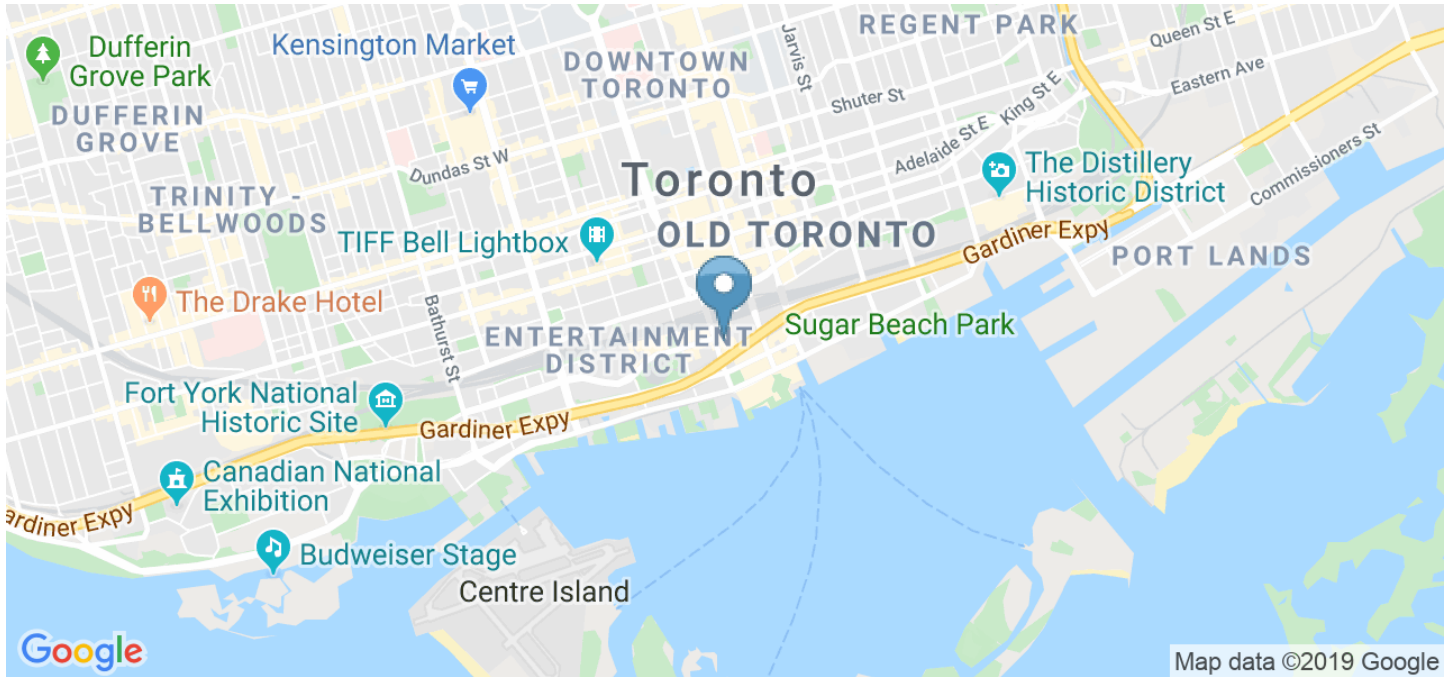 REGENT PARK
Queen St E
Dufferin
Grove Park
Kensington Market
DOWNTOWN
TORONTO
Jarvis St
Eastern Ave
Shuter St
King St E
DUFFERIN
GROVE
Adelaide St E
Commissioners St
Dundas St W
Toronto
The Distillery
Historic District
TRINITY -
BELLWOODS
TIFF Bell Lightbox
OLD TORONTO
Gardiner Expy
PORT LANDS
The Drake Hotel
Bathurst St
ENTERTAINMENT
DISTRICT
Sugar Beach Park
Fort York National
Historic Site
Gardiner Expy
Canadian National
Exhibition
ardiner Expy
Budweiser Stage
Centre Island
Google
Map data ©2019 Google